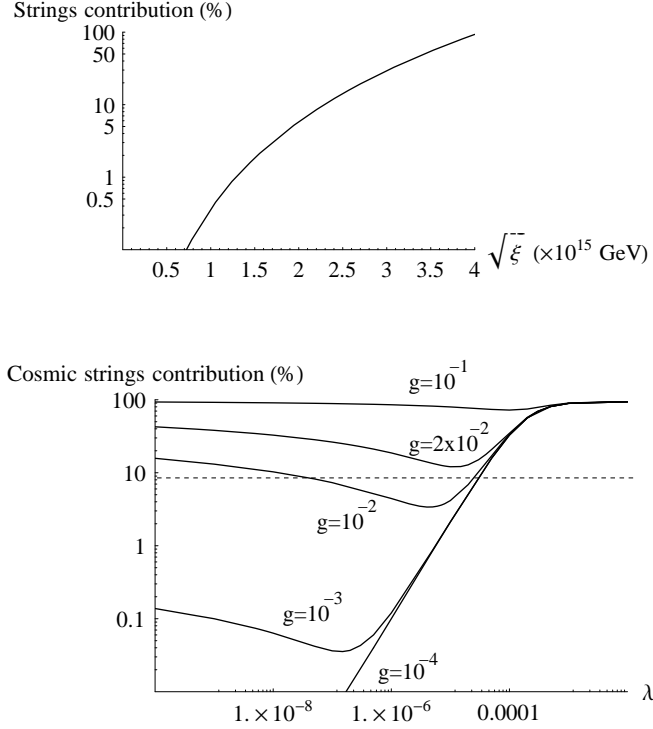 Strings contribution (%)
100
50
10
5
1
0.5
0.5 1 1.5 2 2.5 3 3.5 4
√ξ (×10¹⁵ GeV)
Cosmic strings contribution (%)
g=10⁻¹
100
g=2x10⁻²
10
g=10⁻²
1
g=10⁻³
0.1
g=10⁻⁴
λ
1. ×10⁻⁸ 1. ×10⁻⁶ 0.0001